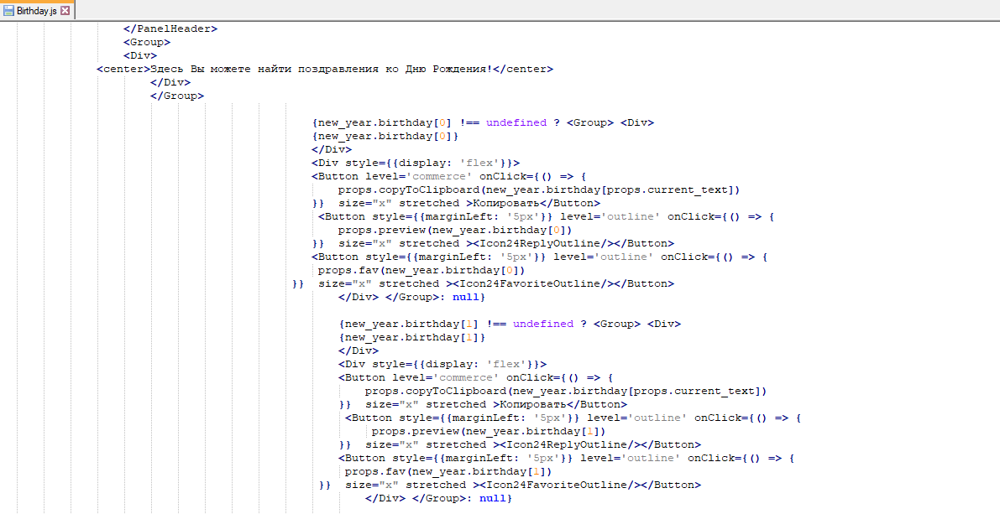 Birthday.js
</PanelHeader>
<Group>
<Div>
<center>Здесь Вы можете найти поздравления ко Дню Рождения!</center>
</Div>
</Group>
{new_year.birthday[0] !== undefined ? <Group> <Div>
{new_year.birthday[0]}
</Div>
<Div style={{display: 'flex'}}>
<Button level='commerce' onClick={() => {
props.copyToClipboard(new_year.birthday[props.current_text])
}}  size="x" stretched >Копировать</Button>
<Button style={{marginLeft: '5px'}} level='outline' onClick={() => {
props.preview(new_year.birthday[0])
}}  size="x" stretched ><Icon24ReplyOutline/></Button>
<Button style={{marginLeft: '5px'}} level='outline' onClick={() => {
props.fav(new_year.birthday[0])
}}  size="x" stretched ><Icon24FavoriteOutline/></Button>
</Div> </Group>: null}
{new_year.birthday[1] !== undefined ? <Group> <Div>
{new_year.birthday[1]}
</Div>
<Div style={{display: 'flex'}}>
<Button level='commerce' onClick={() => {
props.copyToClipboard(new_year.birthday[props.current_text])
}}  size="x" stretched >Копировать</Button>
<Button style={{marginLeft: '5px'}} level='outline' onClick={() => {
props.preview(new_year.birthday[1])
}}  size="x" stretched ><Icon24ReplyOutline/></Button>
<Button style={{marginLeft: '5px'}} level='outline' onClick={() => {
props.fav(new_year.birthday[1])
}}  size="x" stretched ><Icon24FavoriteOutline/></Button>
</Div> </Group>: null}